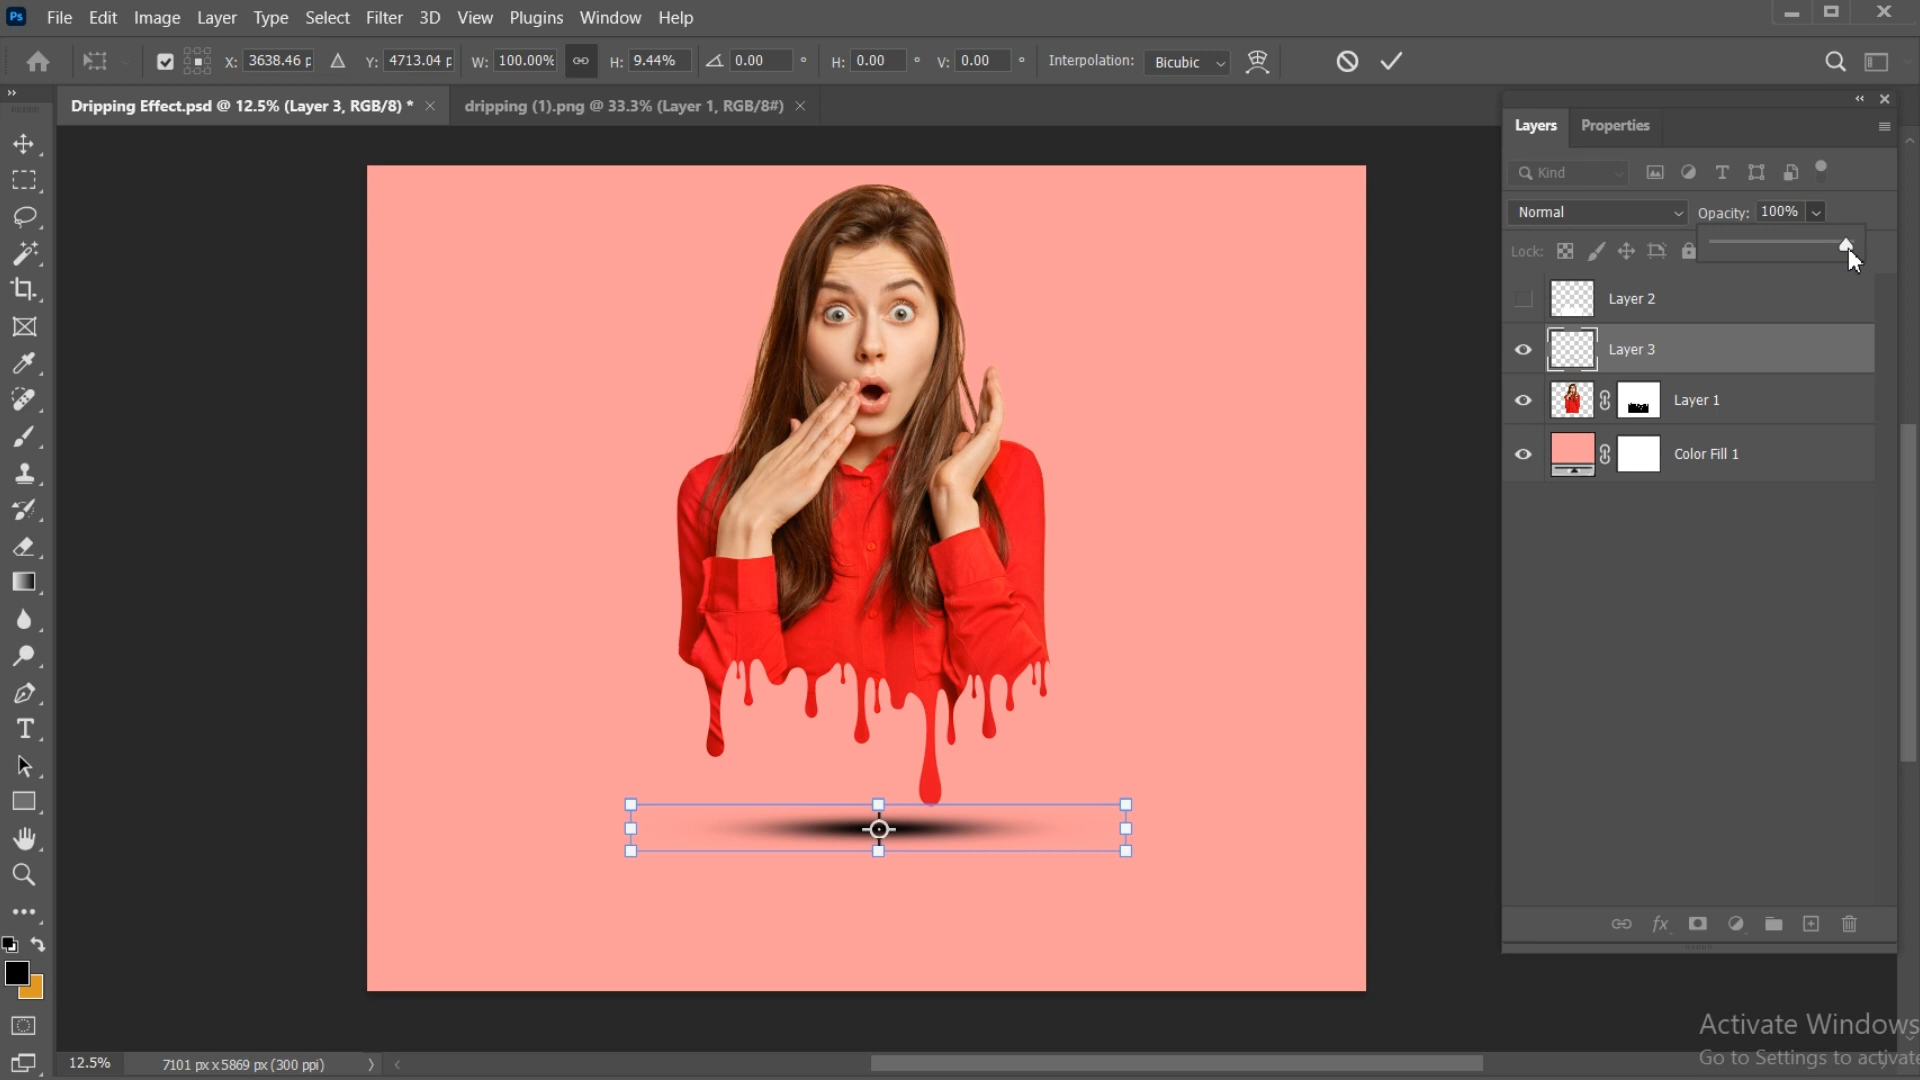 Ps File Edit Image Layer Type Select Filter 3D View Plugins Window Help
X: 3638.46 p Y: 4713.04 p W: 100.00% H: 9.44% 0.00 ° H: 0.00 ° V: 0.00 ° Interpolation: Bicubic
Dripping Effect.psd @ 12.5% (Layer 3, RGB/8) * dripping (1).png @ 33.3% (Layer 1, RGB/8#)
Layers Properties
Kind
Normal Opacity: 100%
Lock:
Layer 2
Layer 3
Layer 1
Color Fill 1
fx
Activate Windows
Go to Settings to activate
12.5% 7101 px x 5869 px (300 ppi)